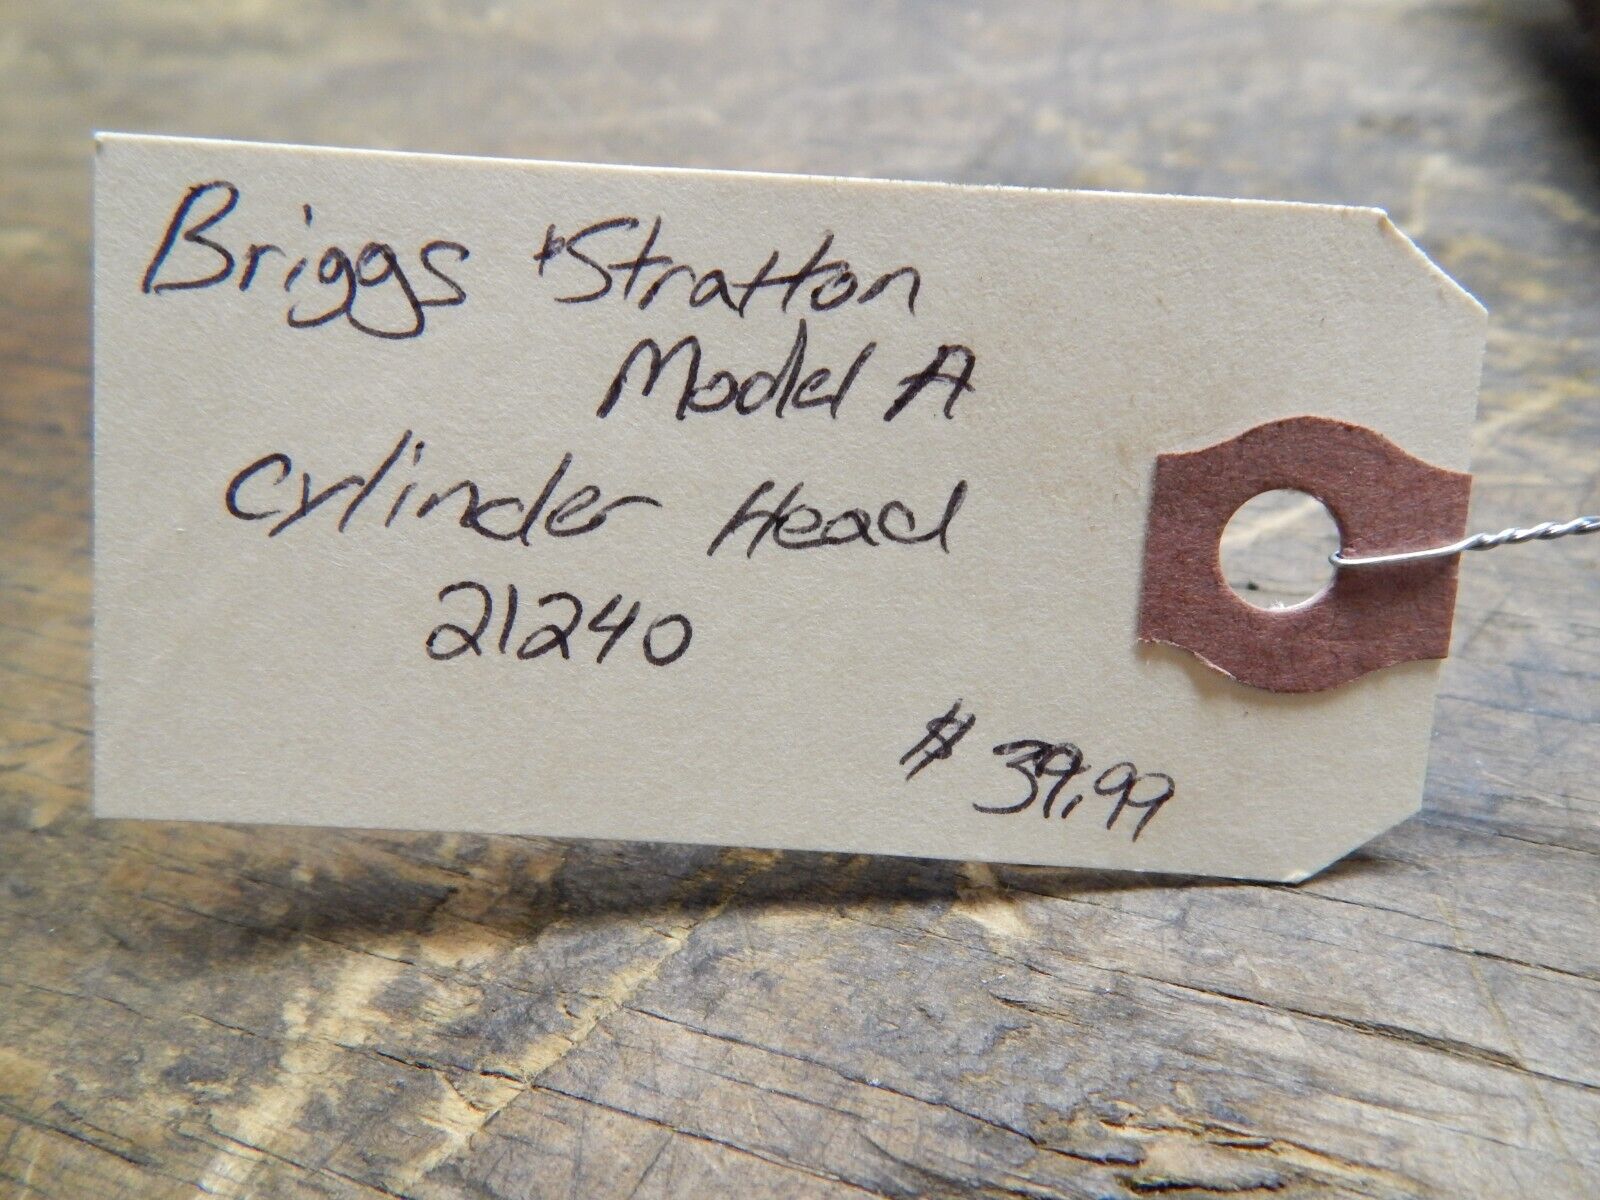 Briggs & Stratton
Model A
Cylinder Head
21240
$39.99